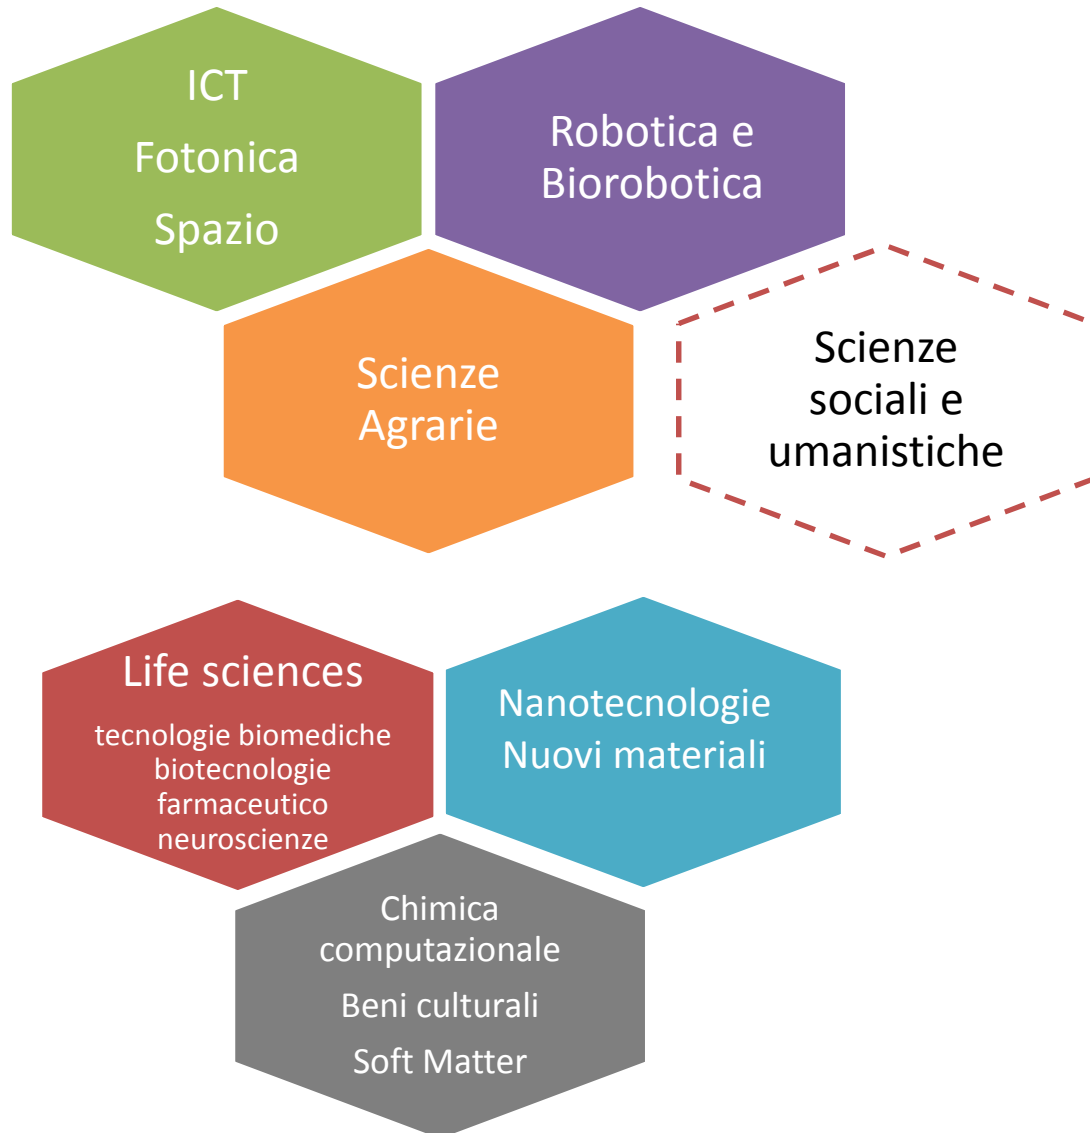 ICT
Fotonica
Spazio
Robotica e
Biorobotica
Scienze
Agrarie
Scienze
sociali e
umanistiche
Life sciences
tecnologie biomediche
biotecnologie
farmaceutico
neuroscienze
Nanotecnologie
Nuovi materiali
Chimica
computazionale
Beni culturali
Soft Matter